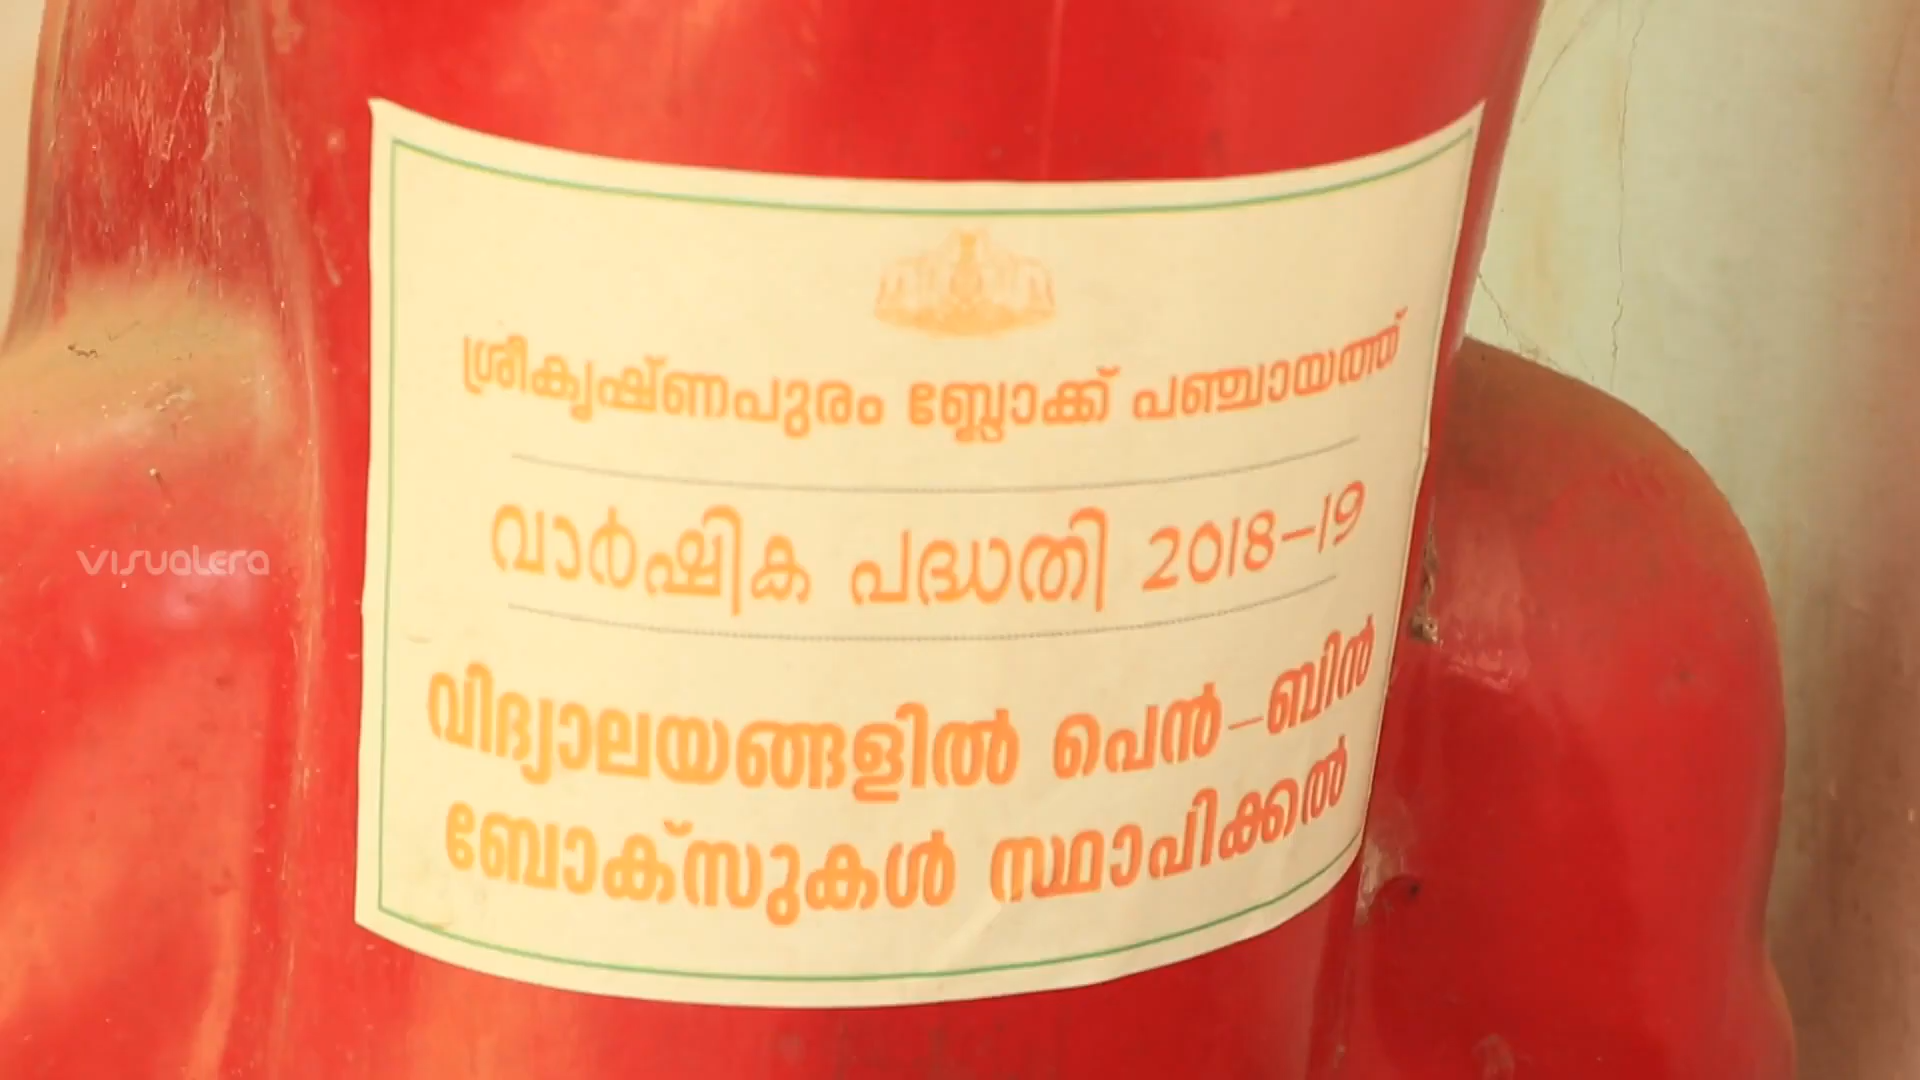 ശ്രീകൃഷ്ണപുരം ബ്ലോക്ക് പഞ്ചായത്ത്
വാർഷിക പദ്ധതി 2018-19
വിദ്യാലയങ്ങളിൽ പെൻ-ബിൻ
ബോക്സുകൾ സ്ഥാപിക്കൽ
visualera